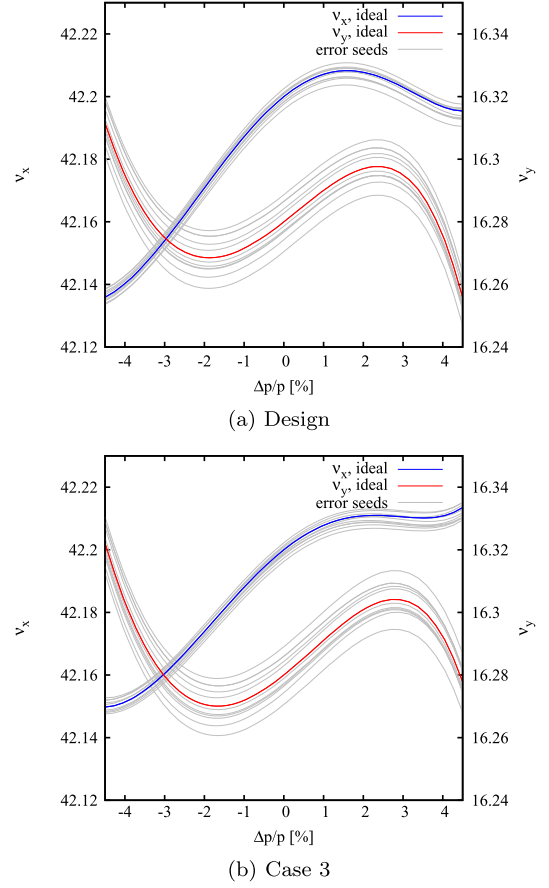 ν_x, ideal
ν_y, ideal
error seeds
42.23
42.2
42.18
42.16
42.14
42.12
16.34
16.32
16.3
16.28
16.26
16.24
ν_x
ν_y
-4 -3 -2 -1 0 1 2 3 4
Δp/p [%]
(a) Design
ν_x, ideal
ν_y, ideal
error seeds
42.22
42.2
42.18
42.16
42.14
42.12
16.34
16.32
16.3
16.28
16.26
16.24
ν_x
ν_y
-4 -3 -2 -1 0 1 2 3 4
Δp/p [%]
(b) Case 3